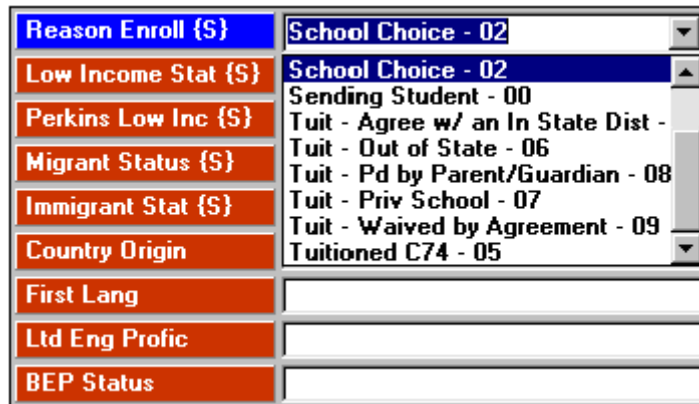 Reason Enroll {S}
School Choice - 02
Low Income Stat {S}
Perkins Low Inc {S}
Migrant Status {S}
Immigrant Stat {S}
Country Origin
First Lang
Ltd Eng Profic
BEP Status
School Choice - 02
Sending Student - 00
Tuit - Agree w/ an In State Dist -
Tuit - Out of State - 06
Tuit - Pd by Parent/Guardian - 08
Tuit - Priv School - 07
Tuit - Waived by Agreement - 09
Tuitioned C74 - 05